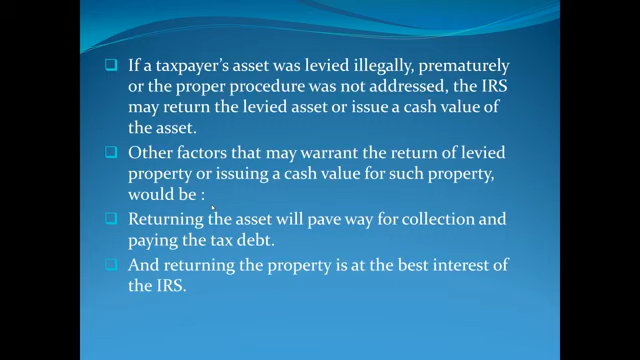 If a taxpayer's asset was levied illegally, prematurely
or the proper procedure was not addressed, the IRS
may return the levied asset or issue a cash value of
the asset.
Other factors that may warrant the return of levied
property or issuing a cash value for such property,
would be :
Returning the asset will pave way for collection and
paying the tax debt.
And returning the property is at the best interest of
the IRS.